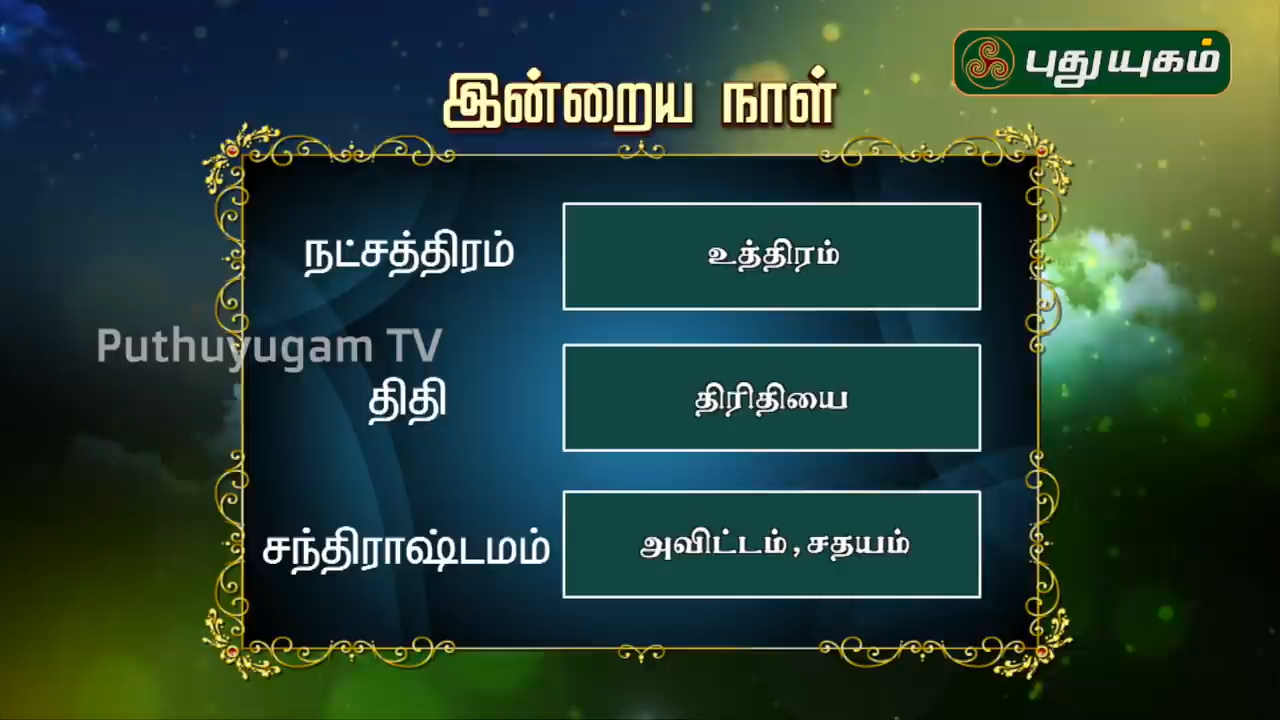 புதுயுகம்
இன்றைய நாள்
நட்சத்திரம்
உத்திரம்
Puthuyugam TV
திதி
திரிதியை
சந்திராஷ்டமம்
அவிட்டம் , சதயம்